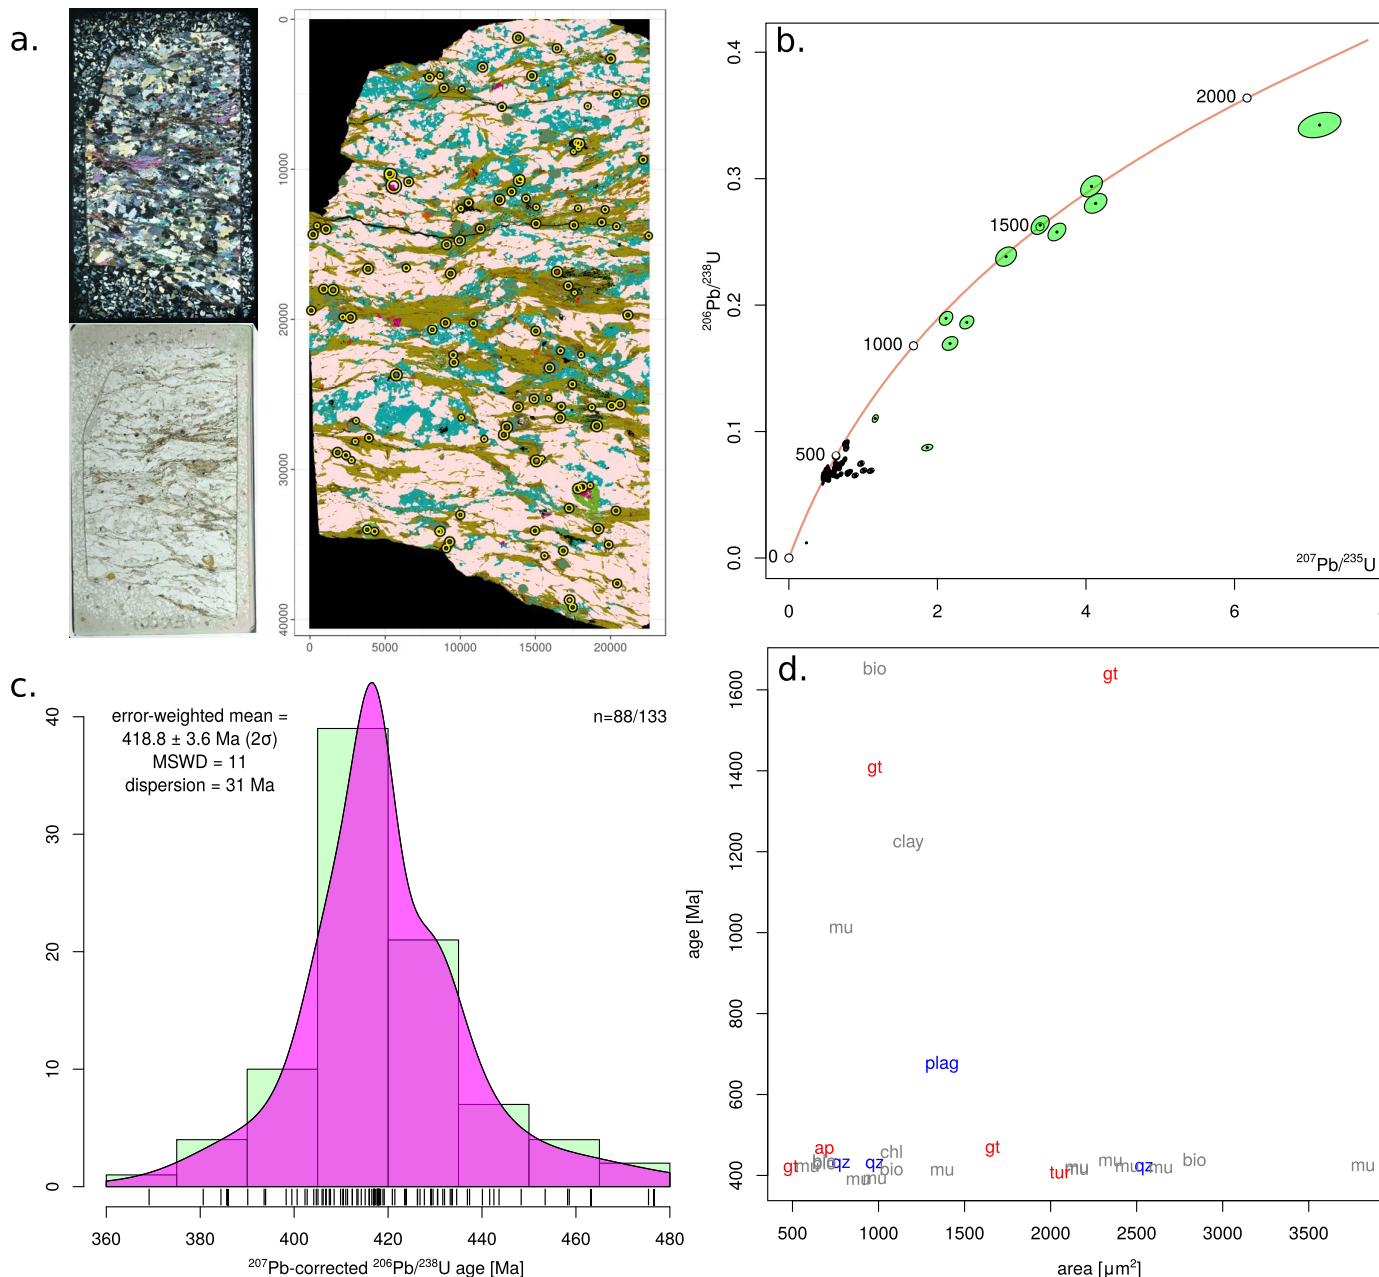 a.
0
10000
20000
30000
40000
0
5000
10000
15000
20000
b.
0.4
0.3
0.2
0.1
0.0
²⁰⁶Pb/²³⁸U
2000
1500
1000
500
0
²⁰⁷Pb/²³⁵U
0 2 4 6
c.
error-weighted mean =
418.8 ± 3.6 Ma (2σ)
MSWD = 11
dispersion = 31 Ma
n=88/133
40
30
20
10
0
360 400 420 440 460 480
²⁰⁷Pb-corrected ²⁰⁶Pb/²³⁸U age [Ma]
d.
1600
1400
1200
1000
800
600
400
age [Ma]
bio
gt
gt
clay
mu
plag
ap
gt
chl
gt
mu
bio
qz
qz
bio
mu
mu
mu
tur
mu
mu
mu
mu
qz
mu
bio
mu
500 1000 1500 2000 2500 3000 3500
area [µm²]